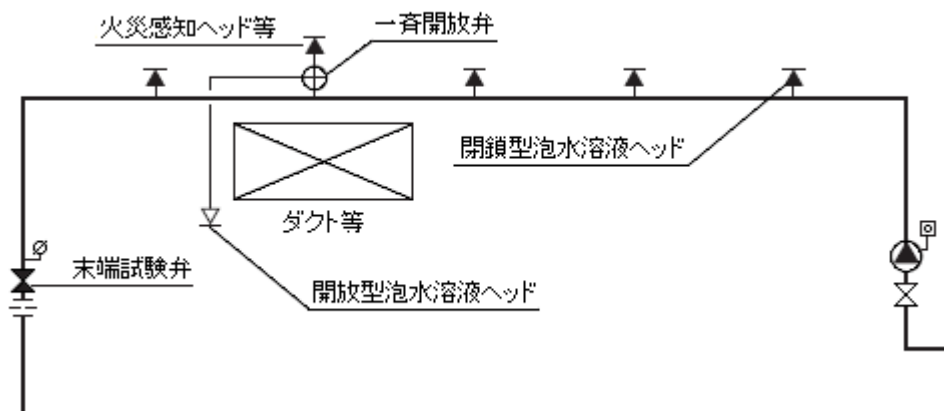 火災感知ヘッド等
一斉開放弁
閉鎖型泡水溶液ヘッド
ダクト等
末端試験弁
開放型泡水溶液ヘッド